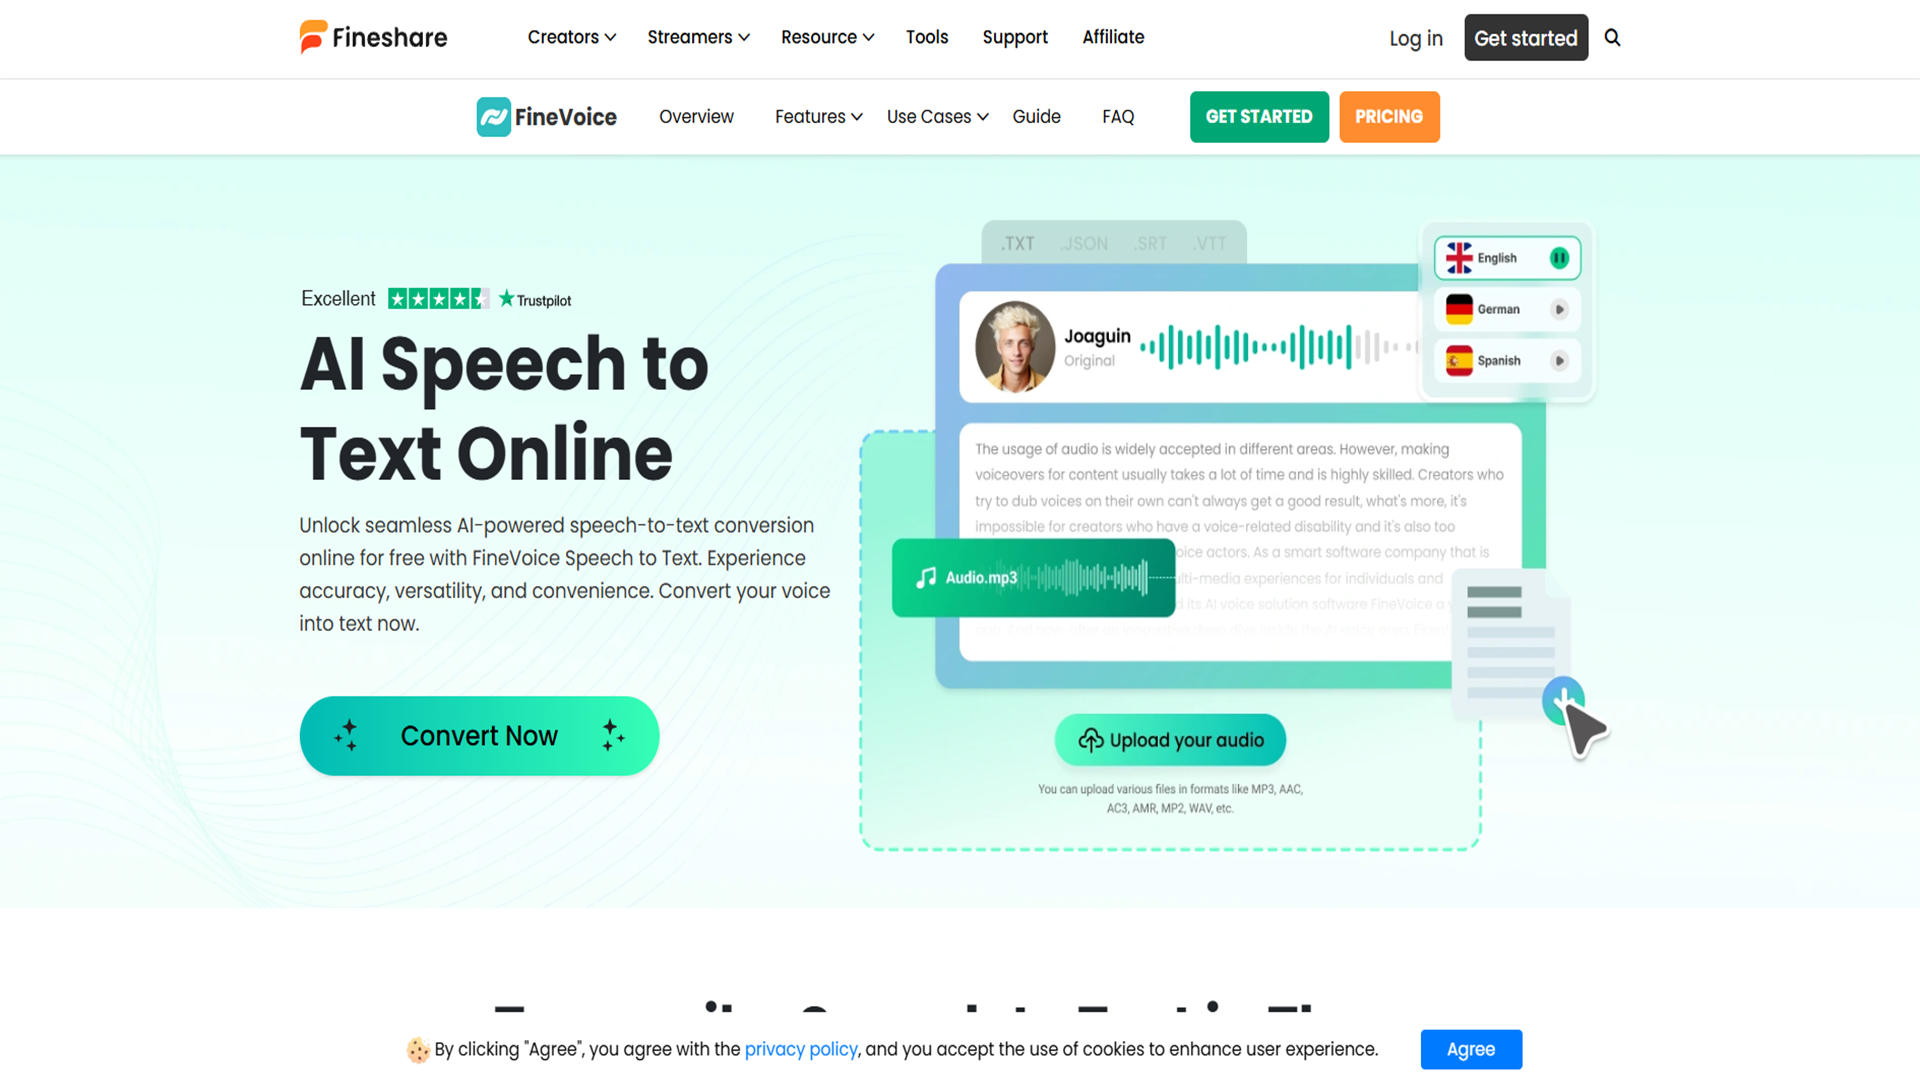 Fineshare
Creators
Streamers
Resource
Tools
Support
Affiliate
Log in
Get started
FineVoice
Overview
Features
Use Cases
Guide
FAQ
GET STARTED
PRICING
Excellent
Trustpilot
AI Speech to
Text Online
Unlock seamless AI-powered speech-to-text conversion
online for free with FineVoice Speech to Text. Experience
accuracy, versatility, and convenience. Convert your voice
into text now.
Convert Now
.TXT .JSON .SRT .VTT
Joaguin
Original
English
German
Spanish
The usage of audio is widely accepted in different areas. However, making
voiceovers for content usually takes a lot of time and is highly skilled. Creators who
try to dub voices on their own can't always get a good result, what's more, it's
impossible for creators who have a voice-related disability and it's also too
actors. As a smart software company that is
experiences for individuals and
its AI voice solution software FineVoice a
Audio.mp3
Upload your audio
You can upload various files in formats like MP3, AAC,
AC3, AMR, MP2, WAV, etc.
By clicking "Agree", you agree with the privacy policy, and you accept the use of cookies to enhance user experience.
Agree